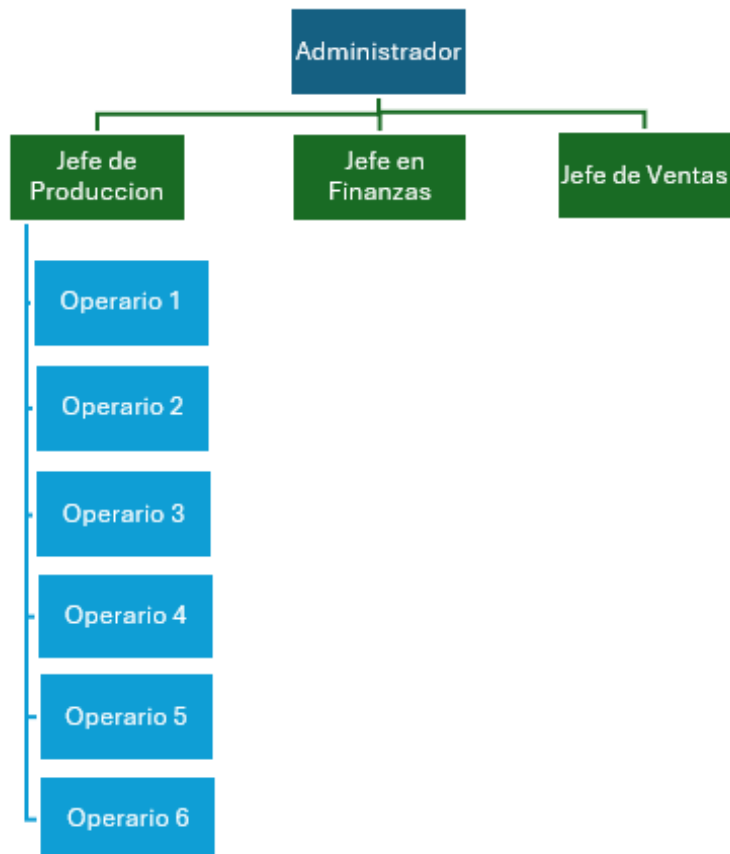 Administrador
Jefe de
Produccion
Jefe en
Finanzas
Jefe de Ventas
Operario 1
Operario 2
Operario 3
Operario 4
Operario 5
Operario 6